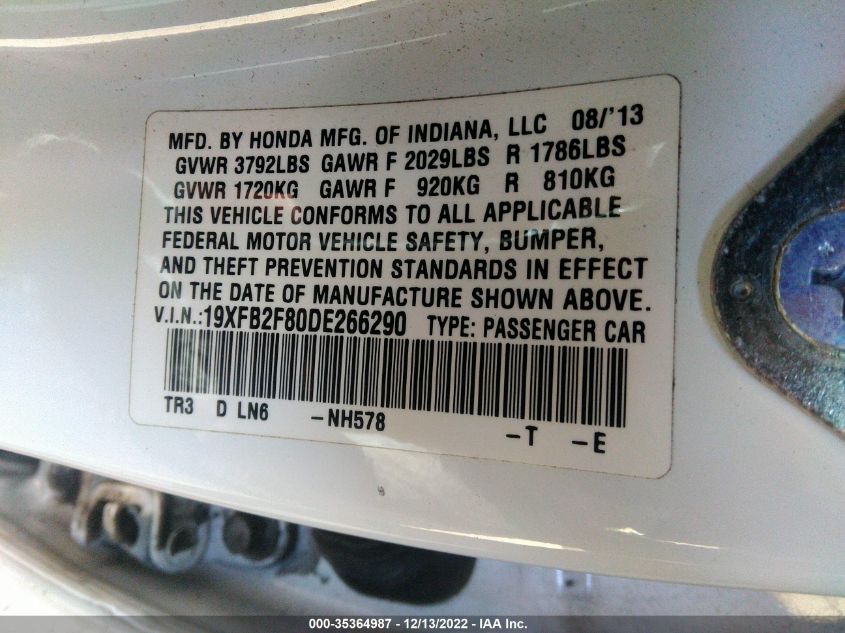 MFD. BY HONDA MFG. OF INDIANA, LLC 08/'13
GVWR 3792LBS GAWR F 2029LBS R 1786LBS
GVWR 1720KG GAWR F 920KG R 810KG
THIS VEHICLE CONFORMS TO ALL APPLICABLE
FEDERAL MOTOR VEHICLE SAFETY, BUMPER,
AND THEFT PREVENTION STANDARDS IN EFFECT
ON THE DATE OF MANUFACTURE SHOWN ABOVE.
V.I.N.:19XFB2F80DE266290 TYPE: PASSENGER CAR
TR3 D LN6 -NH578 -T -E
000-35364987 - 12/13/2022 - IAA Inc.